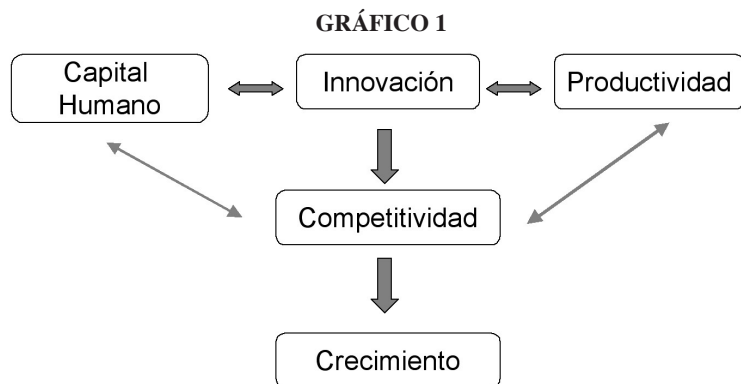 GRÁFICO 1
Capital
Humano
Innovación
Productividad
Competitividad
Crecimiento